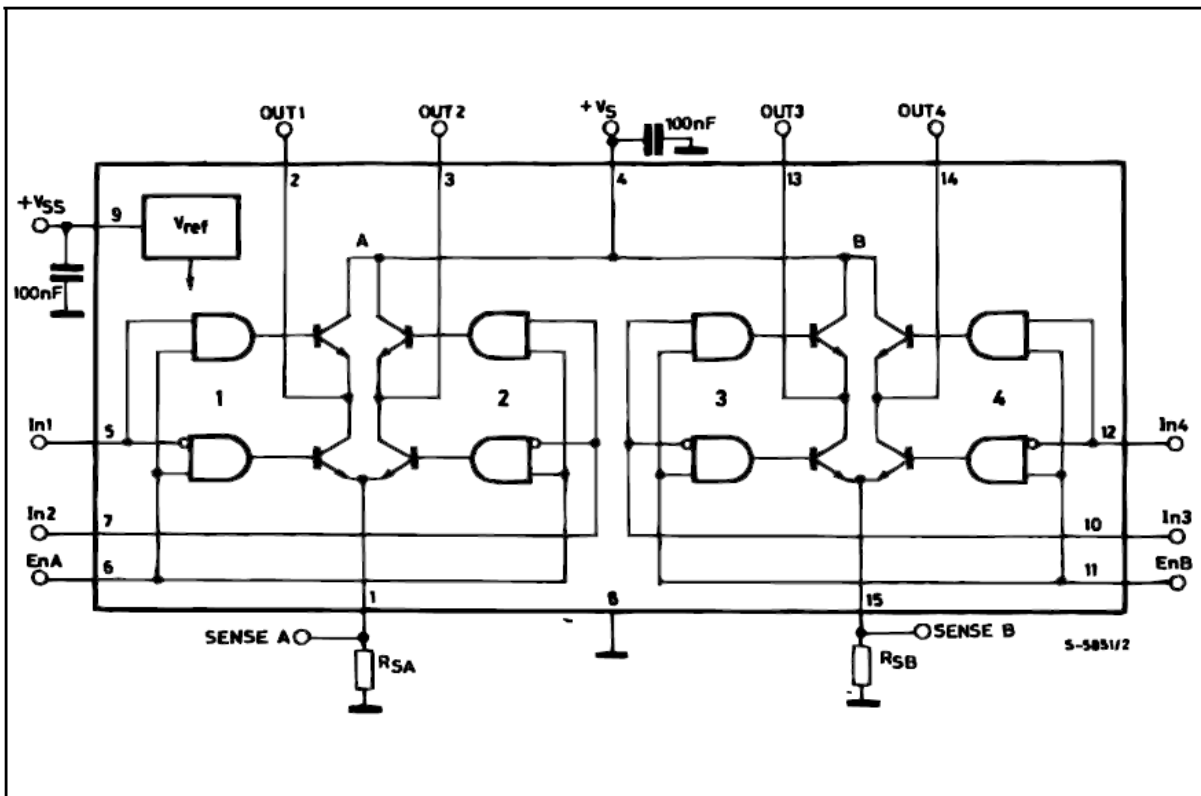 OUT1
OUT2
+VS
100nF
OUT3
OUT4
2
3
4
13
14
+VSS
9
Vref
A
B
100nF
1
2
3
4
In1
5
12
In4
In2
7
10
In3
EnA
6
11
EnB
1
8
15
SENSE A
SENSE B
S-5851/2
RSA
RSB